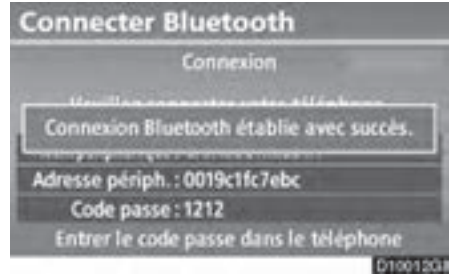 Connecter Bluetooth
Connexion
Connexion Bluetooth établie avec succès.
Adresse périph. : 0019c1fc7ebc
Code passe : 1212
Entrer le code passe dans le téléphone